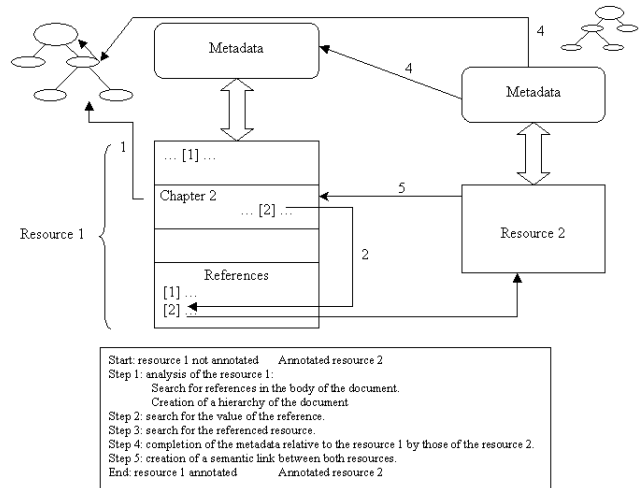 4
Metadata
4
Metadata
1
... [1] ...
Chapter 2
... [2] ...
5
Resource 1
2
Resource 2
References
[1] ...
[2] ...
Start: resource 1 not annotated Annotated resource 2
Step 1: analysis of the resource 1:
Search for references in the body of the document.
Creation of a hierarchy of the document
Step 2: search for the value of the reference.
Step 3: search for the referenced resource.
Step 4: completion of the metadata relative to the resource 1 by those of the resource 2.
Step 5: creation of a semantic link between both resources.
End: resource 1 annotated Annotated resource 2